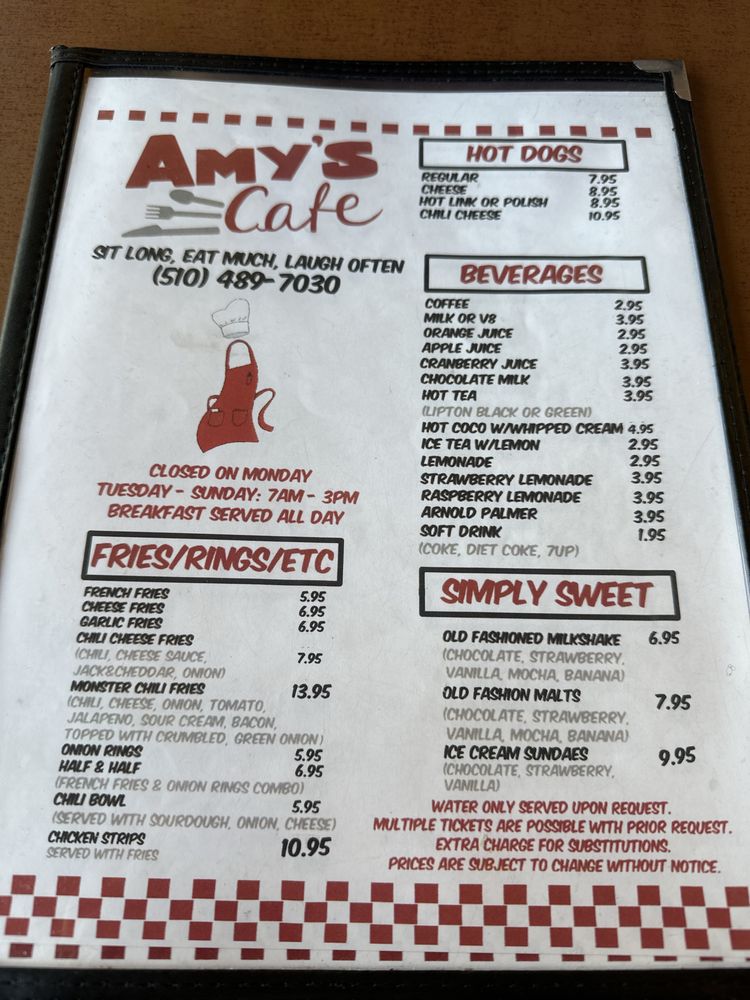 AMY'S
Cafe
SIT LONG, EAT MUCH, LAUGH OFTEN
(510) 489-7030
CLOSED ON MONDAY
TUESDAY - SUNDAY: 7AM - 3PM
BREAKFAST SERVED ALL DAY
FRIES/RINGS/ETC
FRENCH FRIES 5.95
CHEESE FRIES 6.95
GARLIC FRIES 6.95
CHILI CHEESE FRIES
(CHILI, CHEESE SAUCE, 7.95
JACK&CHEDDAR, ONION)
MONSTER CHILI FRIES 13.95
(CHILI, CHEESE, ONION, TOMATO,
JALAPENO, SOUR CREAM, BACON,
TOPPED WITH CRUMBLED, GREEN ONION)
ONION RINGS 5.95
HALF & HALF 6.95
(FRENCH FRIES & ONION RINGS COMBO)
CHILI BOWL 5.95
(SERVED WITH SOURDOUGH, ONION, CHEESE)
CHICKEN STRIPS 10.95
SERVED WITH FRIES
HOT DOGS
REGULAR 7.95
CHEESE 8.95
HOT LINK OR POLISH 8.95
CHILI CHEESE 10.95
BEVERAGES
COFFEE 2.95
MILK OR V8 3.95
ORANGE JUICE 2.95
APPLE JUICE 2.95
CRANBERRY JUICE 3.95
CHOCOLATE MILK 3.95
HOT TEA 3.95
(LIPTON BLACK OR GREEN)
HOT COCO W/WHIPPED CREAM 4.95
ICE TEA W/LEMON 2.95
LEMONADE 2.95
STRAWBERRY LEMONADE 3.95
RASPBERRY LEMONADE 3.95
ARNOLD PALMER 3.95
SOFT DRINK 1.95
(COKE, DIET COKE, 7UP)
SIMPLY SWEET
OLD FASHIONED MILKSHAKE 6.95
(CHOCOLATE, STRAWBERRY,
VANILLA, MOCHA, BANANA)
OLD FASHION MALTS 7.95
(CHOCOLATE, STRAWBERRY,
VANILLA, MOCHA, BANANA)
ICE CREAM SUNDAES 9.95
(CHOCOLATE, STRAWBERRY,
VANILLA)
WATER ONLY SERVED UPON REQUEST.
MULTIPLE TICKETS ARE POSSIBLE WITH PRIOR REQUEST.
EXTRA CHARGE FOR SUBSTITUTIONS.
PRICES ARE SUBJECT TO CHANGE WITHOUT NOTICE.